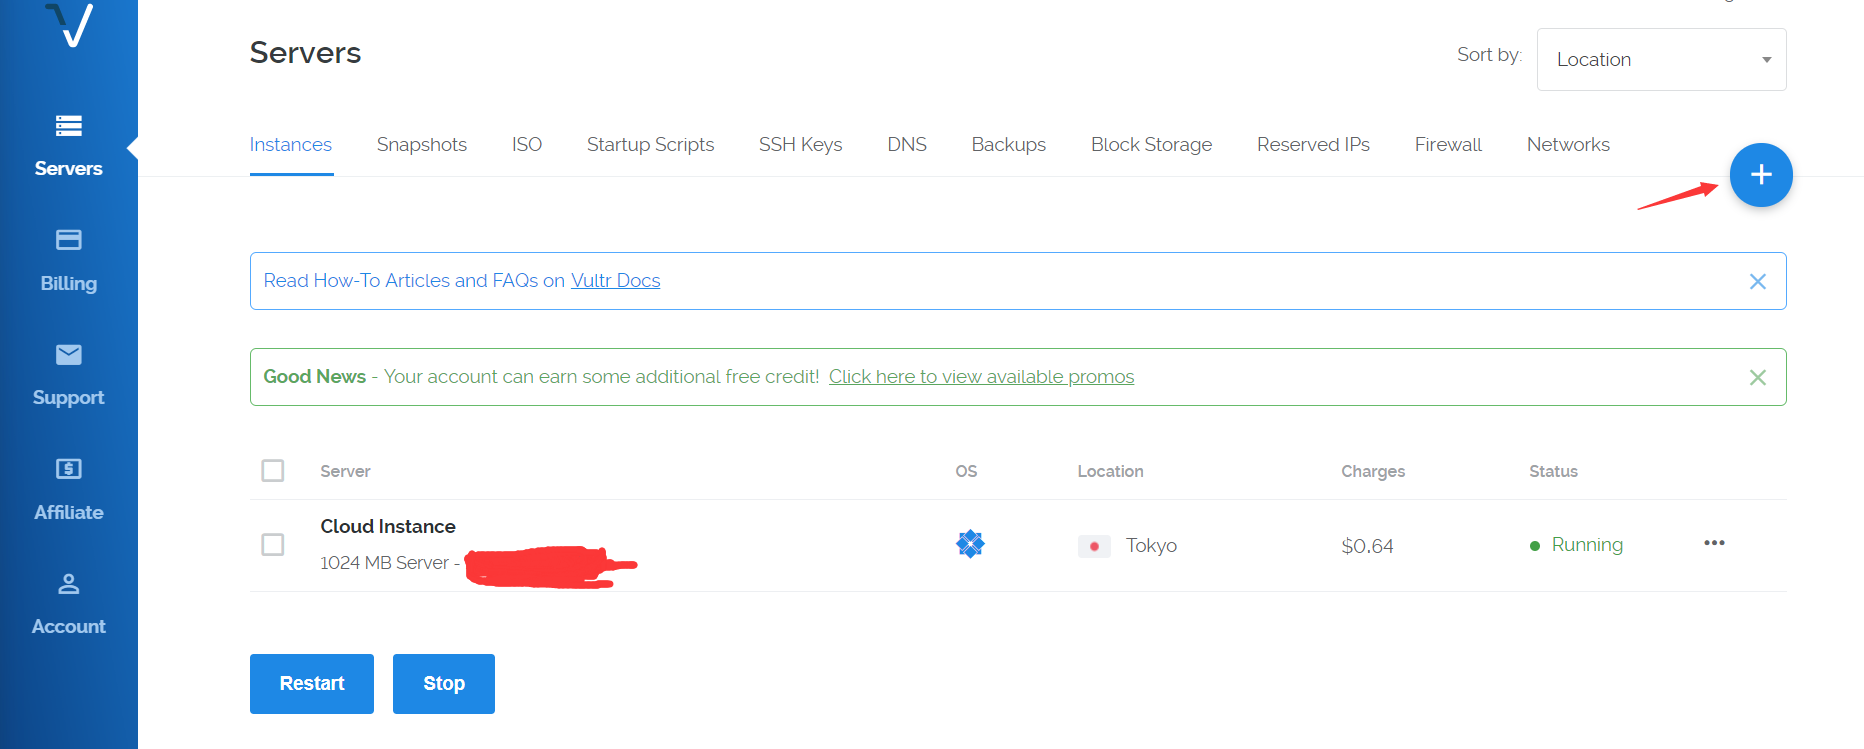 Servers
Sort by:
Location
Instances Snapshots ISO Startup Scripts SSH Keys DNS Backups Block Storage Reserved IPs Firewall Networks
+
Servers
Billing
Support
Affiliate
Account
Read How-To Articles and FAQs on Vultr Docs
Good News - Your account can earn some additional free credit! Click here to view available promos
Server OS Location Charges Status
Cloud Instance
1024 MB Server -
Tokyo $0.64 Running
Restart Stop